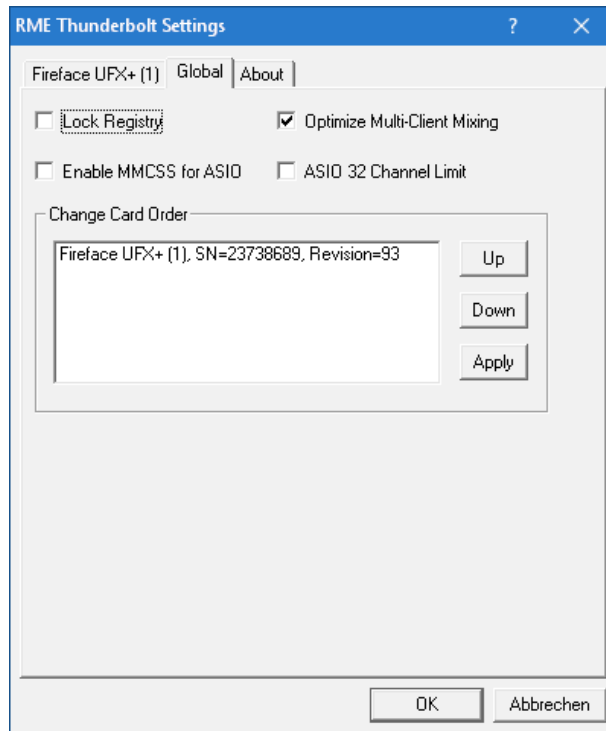 RME Thunderbolt Settings
Fireface UFX+ (1) Global About
Lock Registry Optimize Multi-Client Mixing
Enable MMCSS for ASIO ASIO 32 Channel Limit
Change Card Order
Fireface UFX+ (1), SN=23738689, Revision=93
Up
Down
Apply
OK Abbrechen